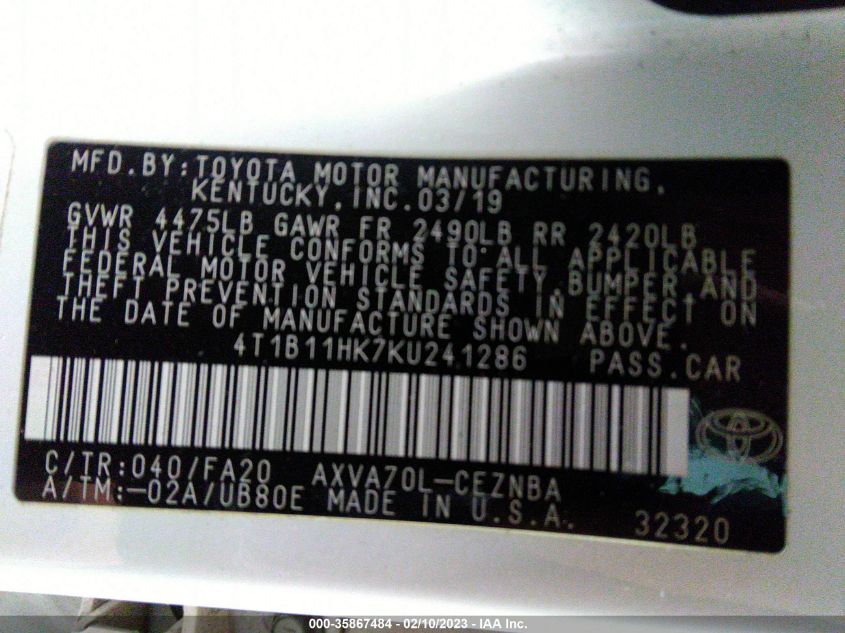 MFD.BY:TOYOTA MOTOR MANUFACTURING,
KENTUCKY,INC.03/19
GVWR 4475LB GAWR FR 2490LB RR 2420LB
THIS VEHICLE CONFORMS TO ALL APPLICABLE
FEDERAL MOTOR VEHICLE SAFETY,BUMPER,AND
THEFT PREVENTION STANDARDS IN EFFECT ON
THE DATE OF MANUFACTURE SHOWN ABOVE.
4T1B11HK7KU241286 PASS.CAR
C/TR:040/FA20 AXVA70L-CEZNBA
A/TM:-02A/UB80E MADE IN U.S.A.
32320
000-35867484 - 02/10/2023 - IAA Inc.